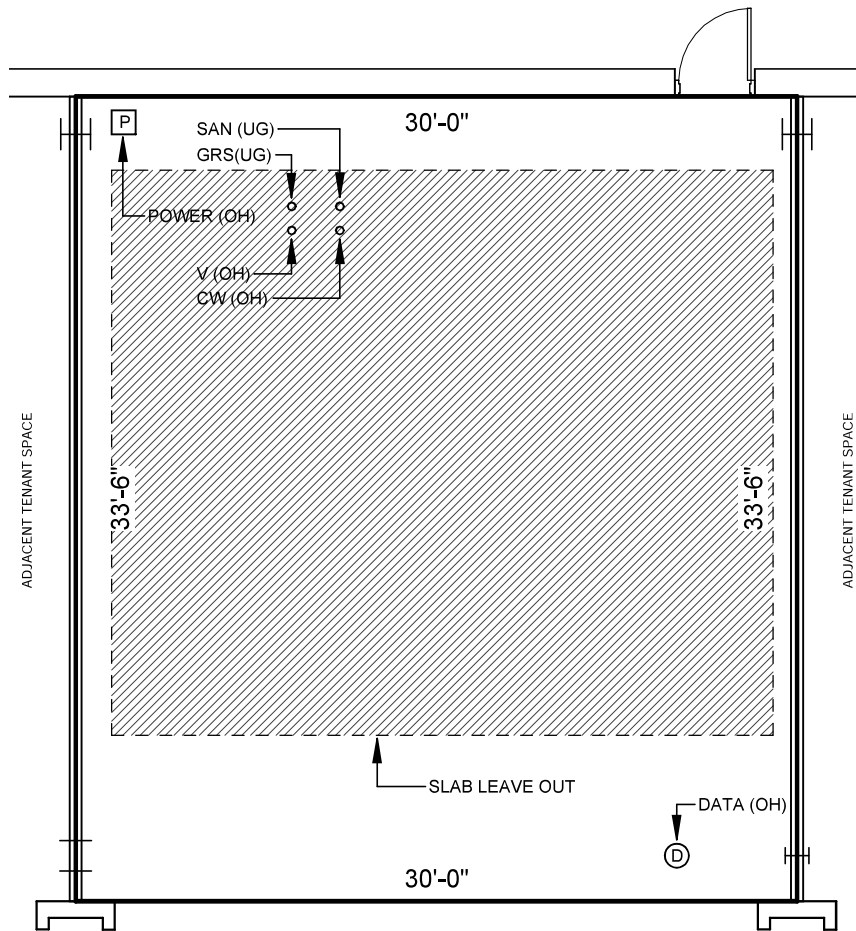 30'-0"
P
SAN (UG)
GRS(UG)
POWER (OH)
V (OH)
CW (OH)
ADJACENT TENANT SPACE
33'-6"
33'-6"
ADJACENT TENANT SPACE
SLAB LEAVE OUT
DATA (OH)
D
30'-0"